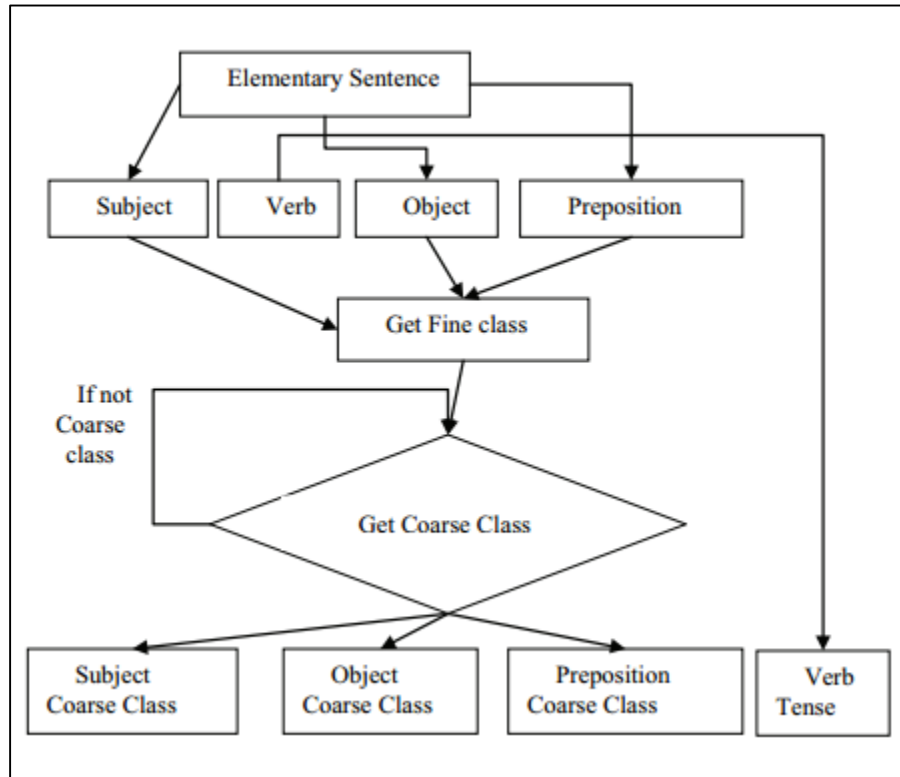 Elementary Sentence
Subject
Verb
Object
Preposition
Get Fine class
If not
Coarse
class
Get Coarse Class
Subject
Coarse Class
Object
Coarse Class
Preposition
Coarse Class
Verb
Tense